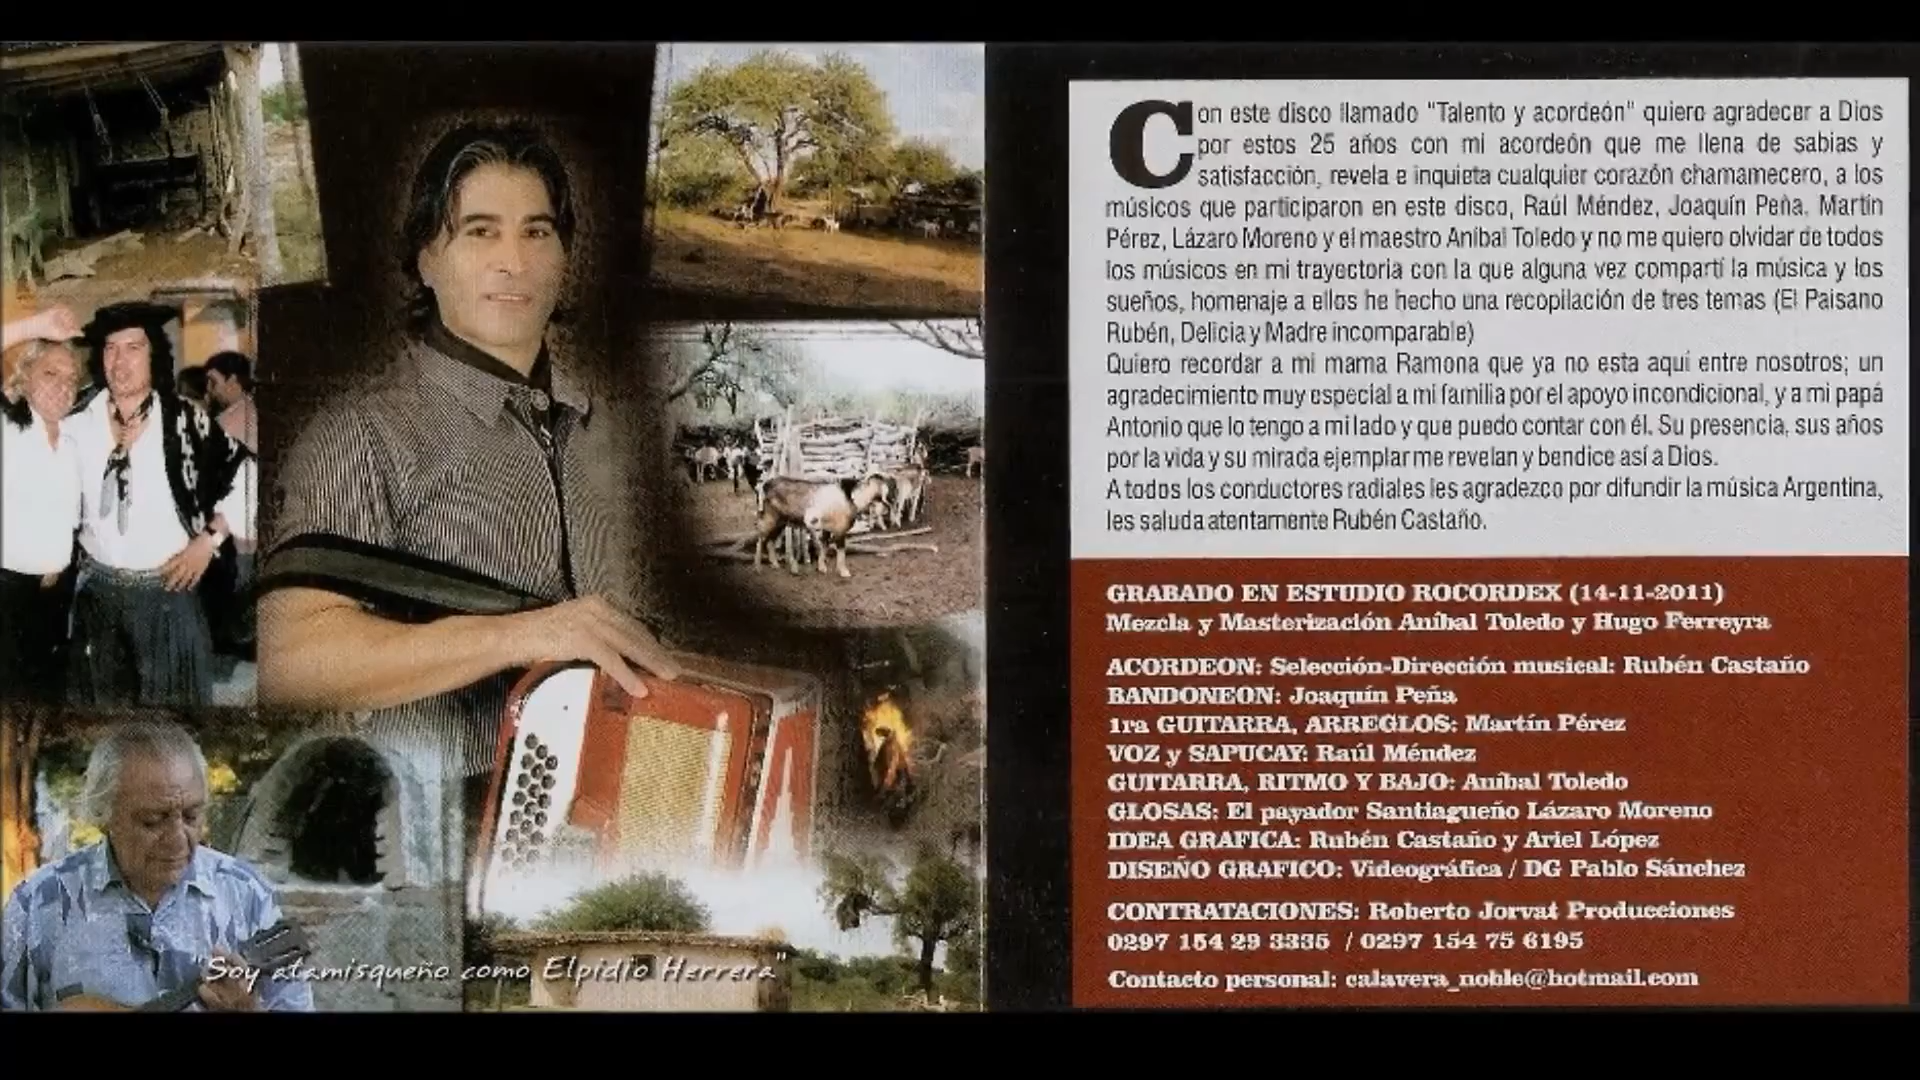 "Soy atamisqueño como Elpidio Herrera"
Con este disco llamado "Talento y acordeón" quiero agradecer a Dios
por estos 25 años con mi acordeón que me llena de sabias y
satisfacción, revela e inquieta cualquier corazón chamamecero, a los
músicos que participaron en este disco, Raúl Méndez, Joaquín Peña, Martín
Pérez, Lázaro Moreno y el maestro Aníbal Toledo y no me quiero olvidar de todos
los músicos en mi trayectoria con la que alguna vez compartí la música y los
sueños, homenaje a ellos he hecho una recopilación de tres temas (El Paisano
Rubén, Delicia y Madre incomparable)
Quiero recordar a mi mama Ramona que ya no esta aquí entre nosotros; un
agradecimiento muy especial a mi familia por el apoyo incondicional, y a mi papá
Antonio que lo tengo a mi lado y que puedo contar con él. Su presencia, sus años
por la vida y su mirada ejemplar me revelan y bendice así a Dios.
A todos los conductores radiales les agradezco por difundir la música Argentina,
les saluda atentamente Rubén Castaño.
GRABADO EN ESTUDIO ROCORDEX (14-11-2011)
Mezcla y Masterización Aníbal Toledo y Hugo Ferreyra
ACORDEON: Selección-Dirección musical: Rubén Castaño
BANDONEON: Joaquín Peña
1ra GUITARRA, ARREGLOS: Martín Pérez
VOZ y SAPUCAY: Raúl Méndez
GUITARRA, RITMO Y BAJO: Aníbal Toledo
GLOSAS: El payador Santiagueño Lázaro Moreno
IDEA GRAFICA: Rubén Castaño y Ariel López
DISEÑO GRAFICO: Videográfica / DG Pablo Sánchez
CONTRATACIONES: Roberto Jorvat Producciones
0297 154 29 3335 / 0297 154 75 6195
Contacto personal: calavera_noble@hotmail.com